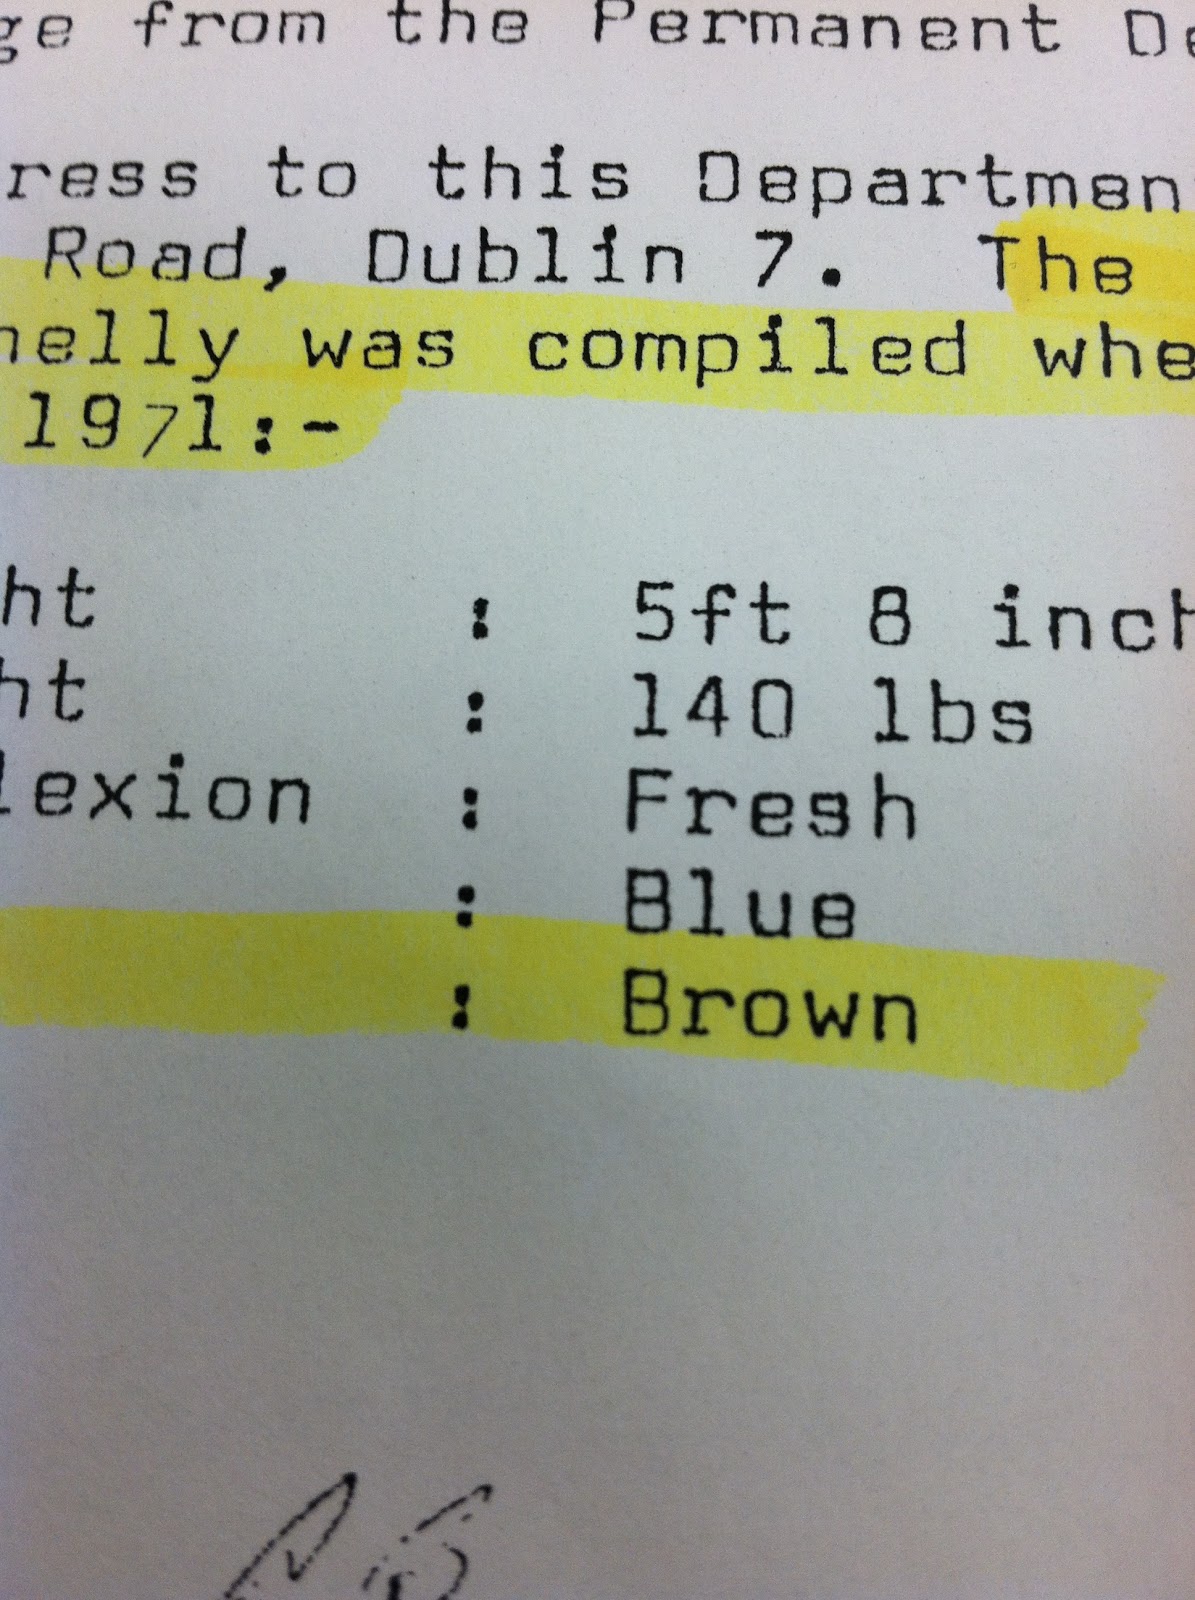 ge from the Permanent De
ress to this Departmen
Road, Dublin 7. The
nelly was compiled whe
1971:-
ht : 5ft 8 inch
ht : 140 lbs
lexion : Fresh
: Blue
: Brown